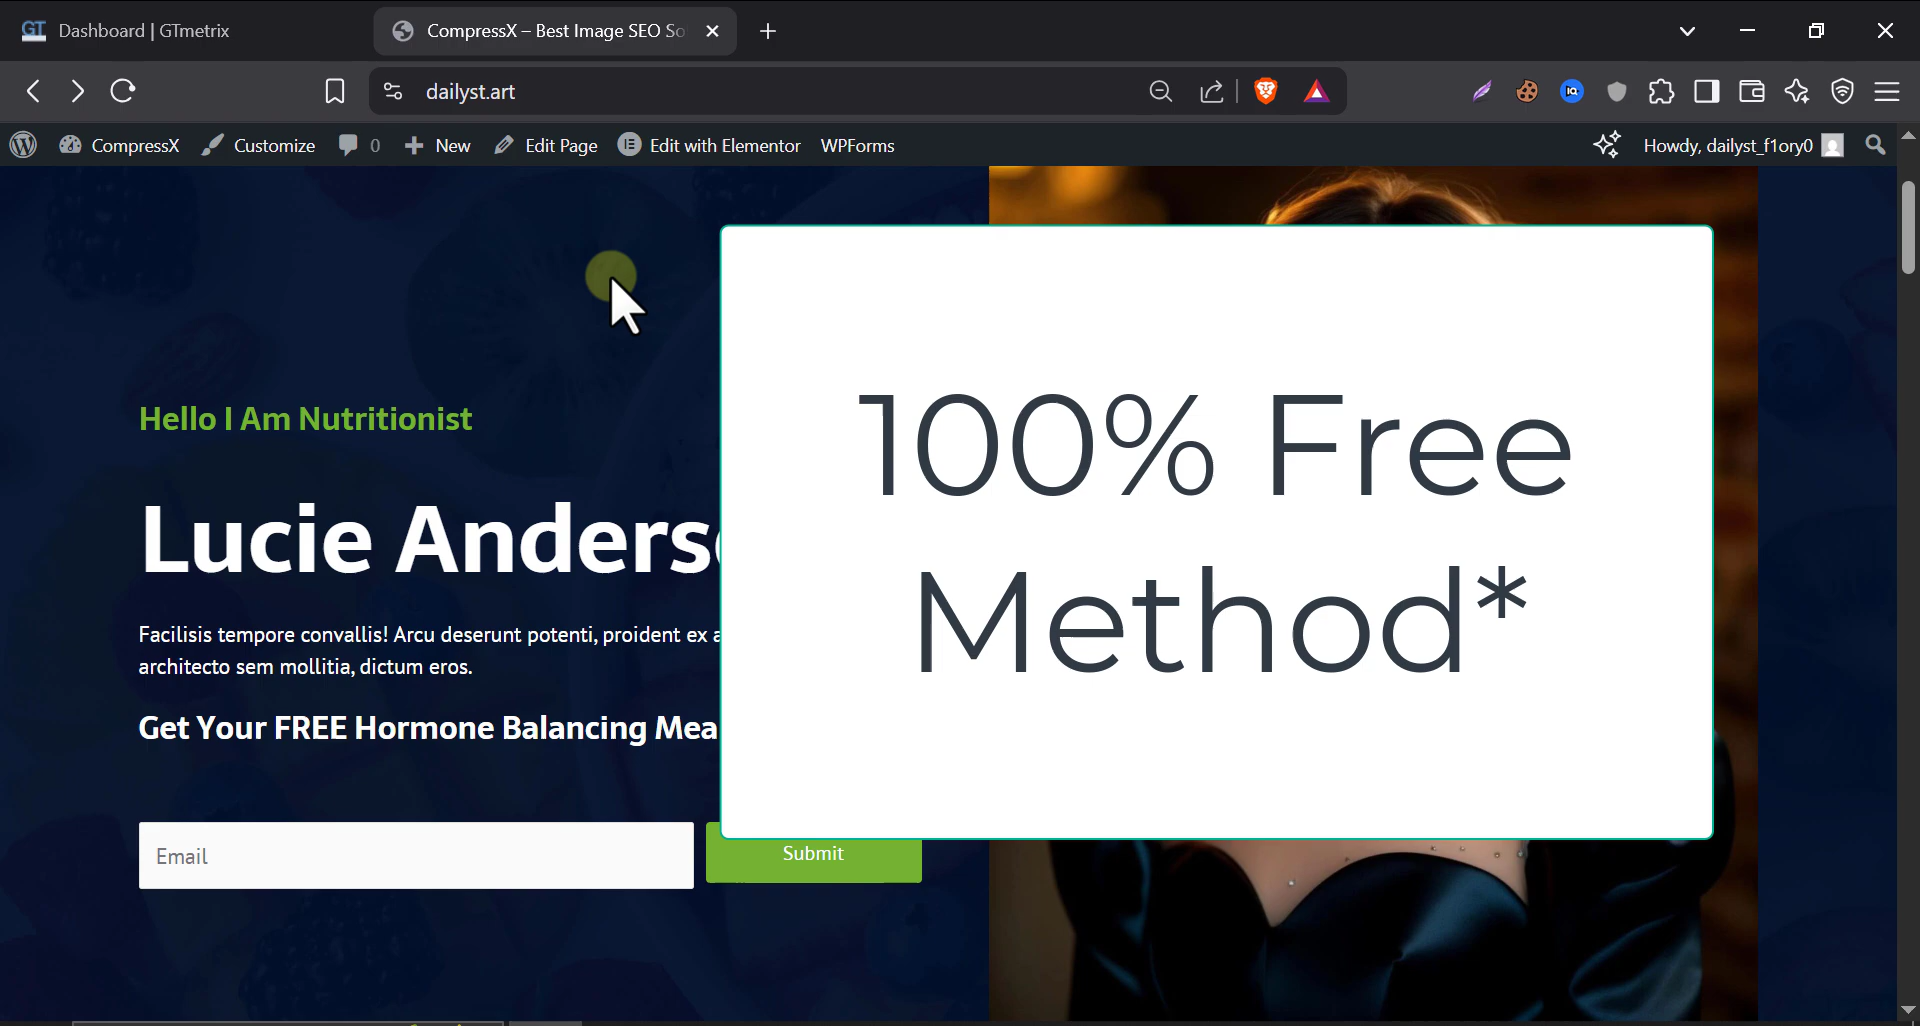 Dashboard | GTmetrix
CompressX – Best Image SEO So
dailyst.art
CompressX
Customize
0
New
Edit Page
Edit with Elementor
WPForms
Howdy, dailyst_f1ory0
Hello I Am Nutritionist
Lucie Anderso
Facilisis tempore convallis! Arcu deserunt potenti, proident ex a
architecto sem mollitia, dictum eros.
Get Your FREE Hormone Balancing Mea
Email
Submit
100% Free
Method*